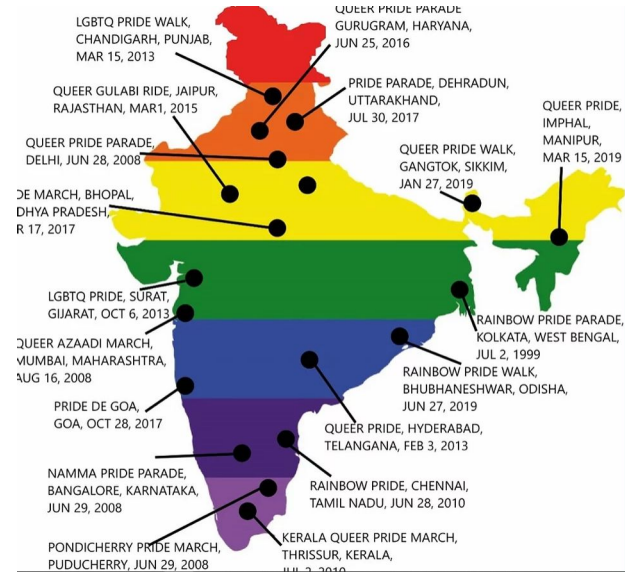 QUEER PRIDE PARADE
GURUGRAM, HARYANA,
JUN 25, 2016
LGBTQ PRIDE WALK,
CHANDIGARH, PUNJAB,
MAR 15, 2013
QUEER GULABI RIDE, JAIPUR,
RAJASTHAN, MAR1, 2015
PRIDE PARADE, DEHRADUN,
UTTARAKHAND,
JUL 30, 2017
QUEER PRIDE,
IMPHAL,
MANIPUR,
MAR 15, 2019
QUEER PRIDE PARADE,
DELHI, JUN 28, 2008
QUEER PRIDE WALK,
GANGTOK, SIKKIM,
JAN 27, 2019
DE MARCH, BHOPAL,
DHYA PRADESH,
R 17, 2017
LGBTQ PRIDE, SURAT,
GIJARAT, OCT 6, 2013
RAINBOW PRIDE PARADE,
KOLKATA, WEST BENGAL,
JUL 2, 1999
QUEER AZAADI MARCH,
MUMBAI, MAHARASHTRA,
AUG 16, 2008
RAINBOW PRIDE WALK,
BHUBHANESHWAR, ODISHA,
JUN 27, 2019
PRIDE DE GOA,
GOA, OCT 28, 2017
QUEER PRIDE, HYDERABAD,
TELANGANA, FEB 3, 2013
NAMMA PRIDE PARADE,
BANGALORE, KARNATAKA,
JUN 29, 2008
RAINBOW PRIDE, CHENNAI,
TAMIL NADU, JUN 28, 2010
PONDICHERRY PRIDE MARCH,
PUDUCHERRY, JUN 29, 2008
KERALA QUEER PRIDE MARCH,
THRISSUR, KERALA,
JUL 2, 2010